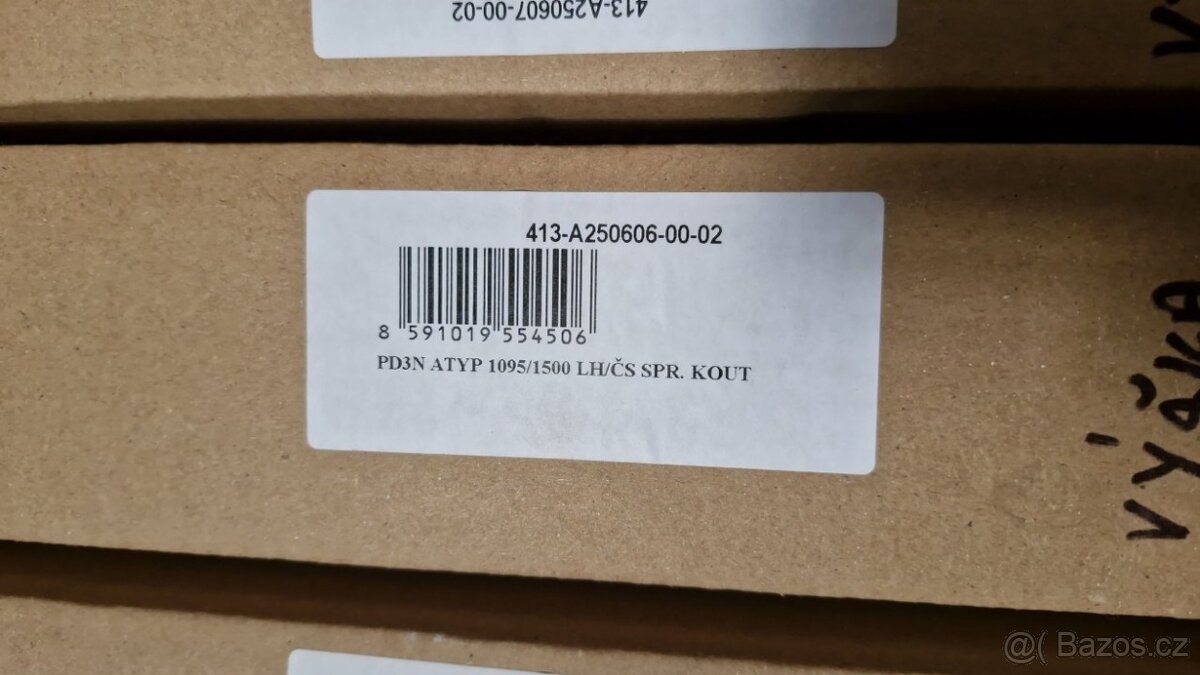 413-A250607-00-02
413-A250606-00-02
8 591019 554506
PD3N ATYP 1095/1500 LH/ČS SPR. KOUT
VÝŠKA
@( Bazos.cz